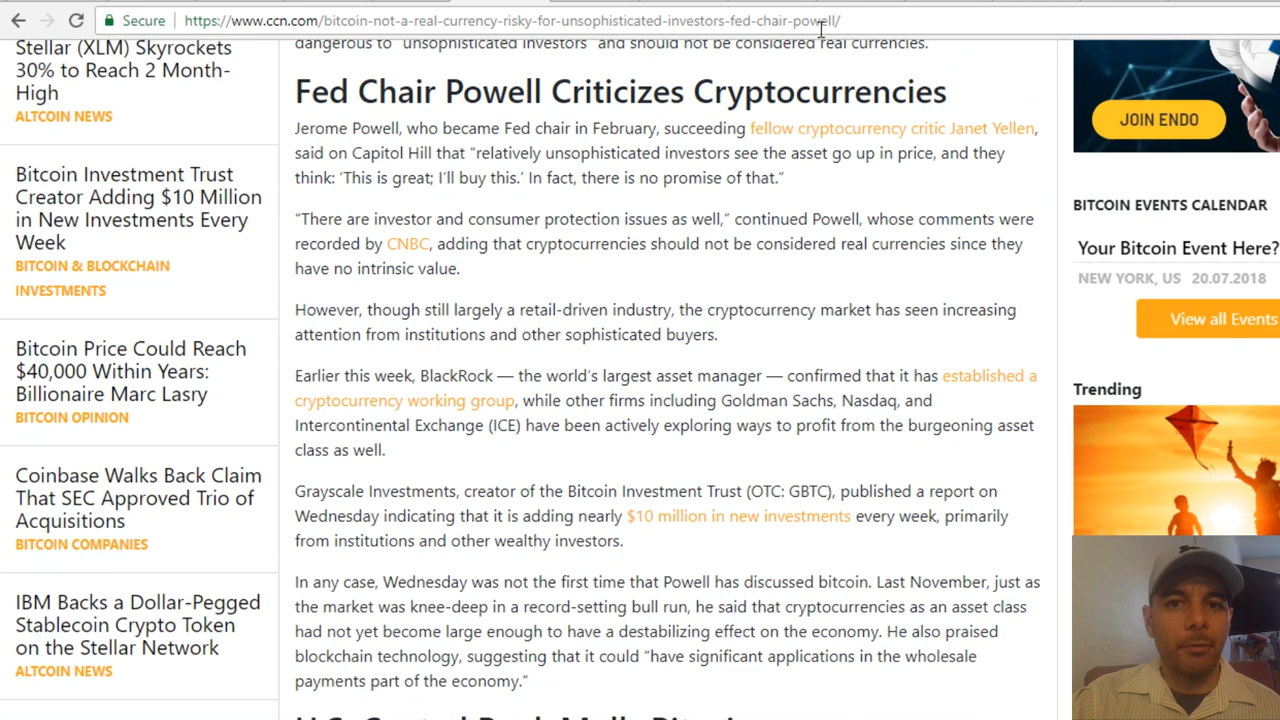 Secure https://www.ccn.com/bitcoin-not-a-real-currency-risky-for-unsophisticated-investors-fed-chair-powell/
Stellar (XLM) Skyrockets
30% to Reach 2 Month-
High
ALTCOIN NEWS
Bitcoin Investment Trust
Creator Adding $10 Million
in New Investments Every
Week
BITCOIN & BLOCKCHAIN
INVESTMENTS
Bitcoin Price Could Reach
$40,000 Within Years:
Billionaire Marc Lasry
BITCOIN OPINION
Coinbase Walks Back Claim
That SEC Approved Trio of
Acquisitions
BITCOIN COMPANIES
IBM Backs a Dollar-Pegged
Stablecoin Crypto Token
on the Stellar Network
ALTCOIN NEWS
dangerous to “unsophisticated investors” and should not be considered real currencies.
Fed Chair Powell Criticizes Cryptocurrencies
Jerome Powell, who became Fed chair in February, succeeding fellow cryptocurrency critic Janet Yellen,
said on Capitol Hill that “relatively unsophisticated investors see the asset go up in price, and they
think: ‘This is great; I’ll buy this.’ In fact, there is no promise of that.”
“There are investor and consumer protection issues as well,” continued Powell, whose comments were
recorded by CNBC, adding that cryptocurrencies should not be considered real currencies since they
have no intrinsic value.
However, though still largely a retail-driven industry, the cryptocurrency market has seen increasing
attention from institutions and other sophisticated buyers.
Earlier this week, BlackRock — the world’s largest asset manager — confirmed that it has established a
cryptocurrency working group, while other firms including Goldman Sachs, Nasdaq, and
Intercontinental Exchange (ICE) have been actively exploring ways to profit from the burgeoning asset
class as well.
Grayscale Investments, creator of the Bitcoin Investment Trust (OTC: GBTC), published a report on
Wednesday indicating that it is adding nearly $10 million in new investments every week, primarily
from institutions and other wealthy investors.
In any case, Wednesday was not the first time that Powell has discussed bitcoin. Last November, just as
the market was knee-deep in a record-setting bull run, he said that cryptocurrencies as an asset class
had not yet become large enough to have a destabilizing effect on the economy. He also praised
blockchain technology, suggesting that it could “have significant applications in the wholesale
payments part of the economy.”
JOIN ENDO
BITCOIN EVENTS CALENDAR
Your Bitcoin Event Here?
NEW YORK, US 20.07.2018
View all Events
Trending